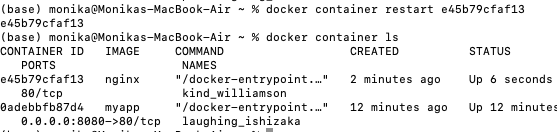 (base) monika@Monikas-MacBook-Air ~ % docker container restart e45b79cfaf13
e45b79cfaf13
(base) monika@Monikas-MacBook-Air ~ % docker container ls
CONTAINER ID   IMAGE     COMMAND                  CREATED          STATUS
PORTS                  NAMES
e45b79cfaf13   nginx     "/docker-entrypoint.…"   2 minutes ago    Up 6 seconds
80/tcp                 kind_williamson
0adebbfb87d4   myapp     "/docker-entrypoint.…"   12 minutes ago   Up 12 minutes
0.0.0.0:8080->80/tcp   laughing_ishizaka